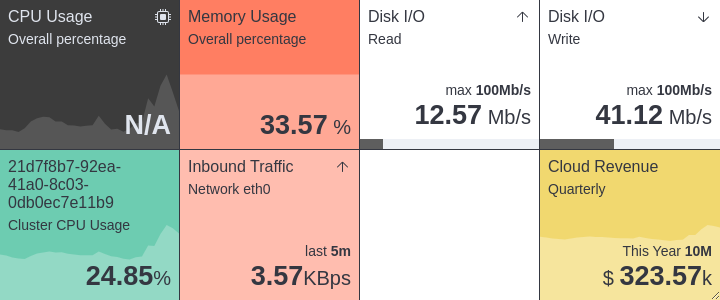 CPU Usage
Overall percentage
N/A
Memory Usage
Overall percentage
33.57 %
Disk I/O
Read
max 100Mb/s
12.57 Mb/s
Disk I/O
Write
max 100Mb/s
41.12 Mb/s
21d7f8b7-92ea-
41a0-8c03-
0db0ec7e11b9
Cluster CPU Usage
24.85%
Inbound Traffic
Network eth0
last 5m
3.57KBps
Cloud Revenue
Quarterly
This Year 10M
$ 323.57k